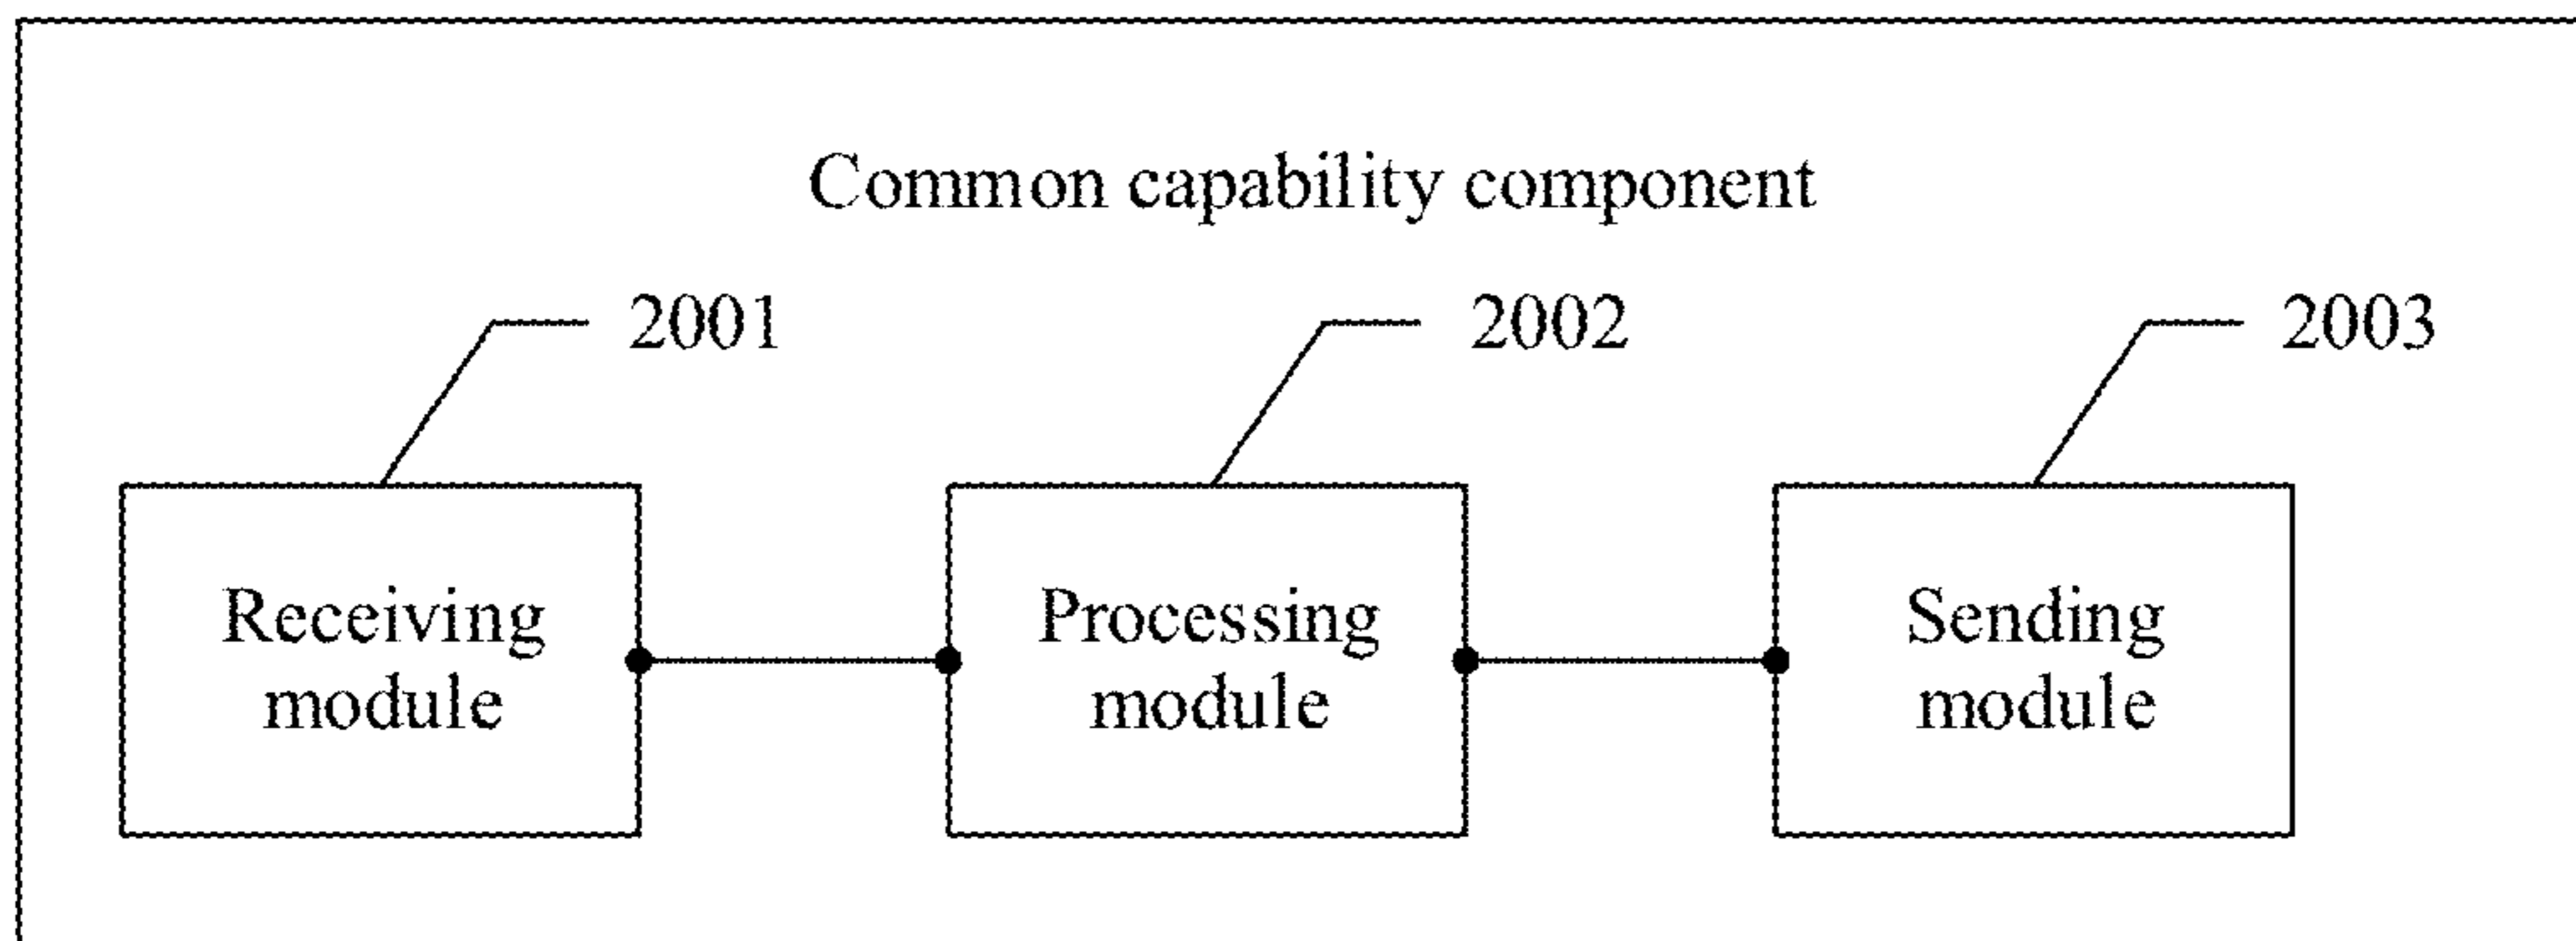 Common capability component
2001
2002
2003
Receiving
module
Processing
module
Sending
module